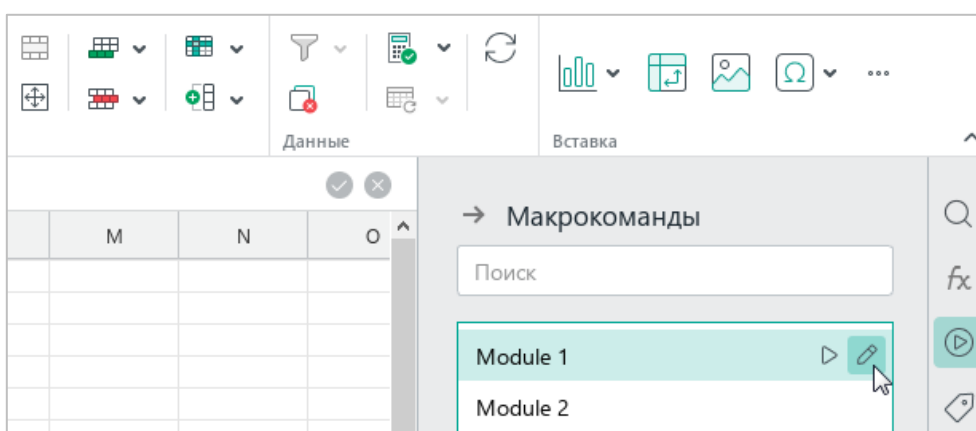 Данные
Вставка
M N O
Макрокоманды
Поиск
fx
Module 1
Module 2